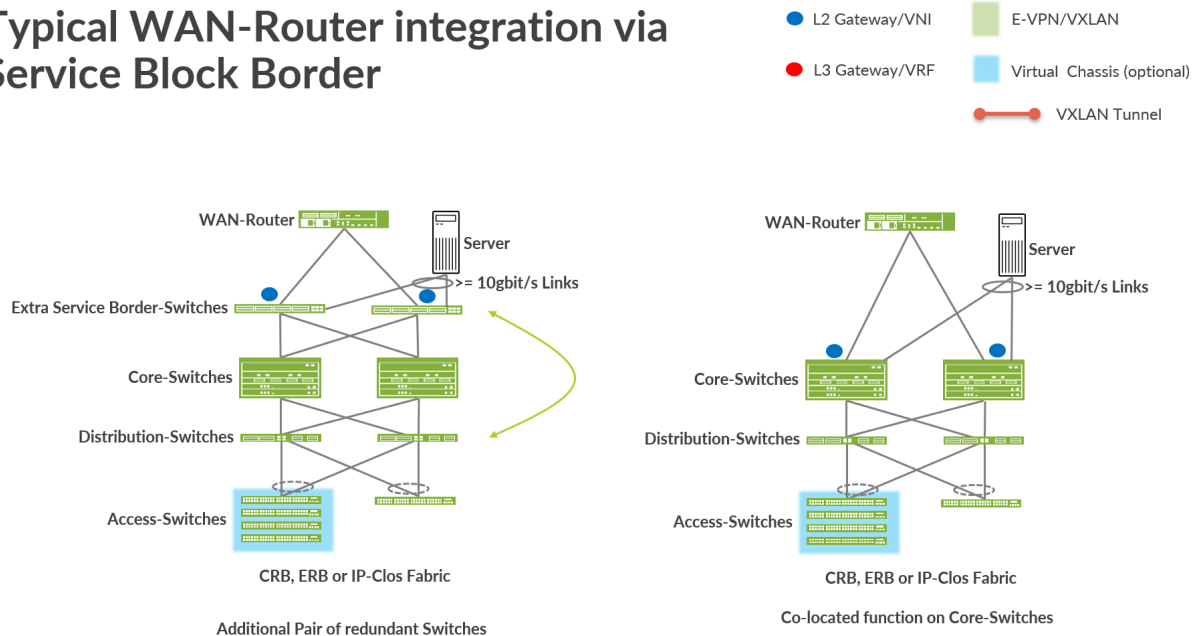 Typical WAN-Router integration via
Service Block Border
L2 Gateway/VNI
E-VPN/VXLAN
L3 Gateway/VRF
Virtual Chassis (optional)
VXLAN Tunnel
WAN-Router
Server
>= 10gbit/s Links
Extra Service Border-Switches
Core-Switches
Distribution-Switches
Access-Switches
CRB, ERB or IP-Clos Fabric
Additional Pair of redundant Switches
WAN-Router
Server
>= 10gbit/s Links
Core-Switches
Distribution-Switches
Access-Switches
CRB, ERB or IP-Clos Fabric
Co-located function on Core-Switches